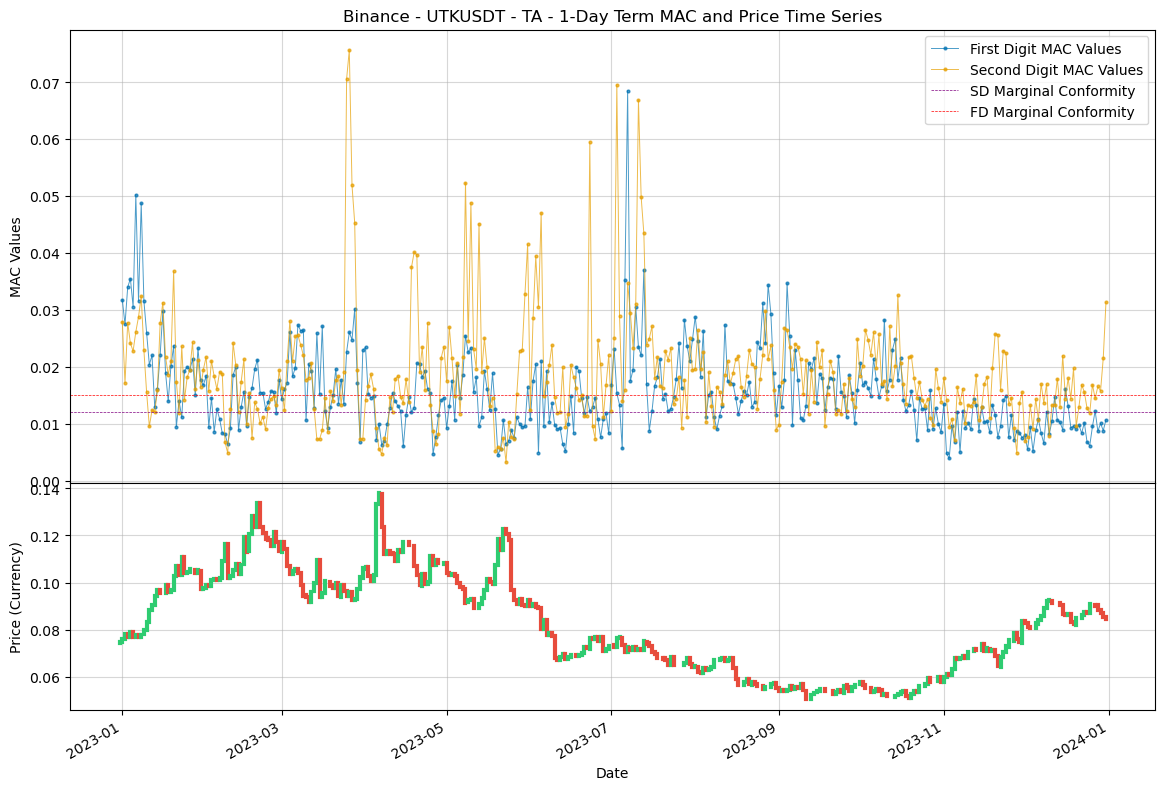 Binance - UTKUSDT - TA - 1-Day Term MAC and Price Time Series
First Digit MAC Values
Second Digit MAC Values
SD Marginal Conformity
FD Marginal Conformity
MAC Values
0.07
0.06
0.05
0.04
0.03
0.02
0.01
0.00
Price (Currency)
0.14
0.12
0.10
0.08
0.06
2023-01
2023-03
2023-05
2023-07
2023-09
2023-11
2024-01
Date